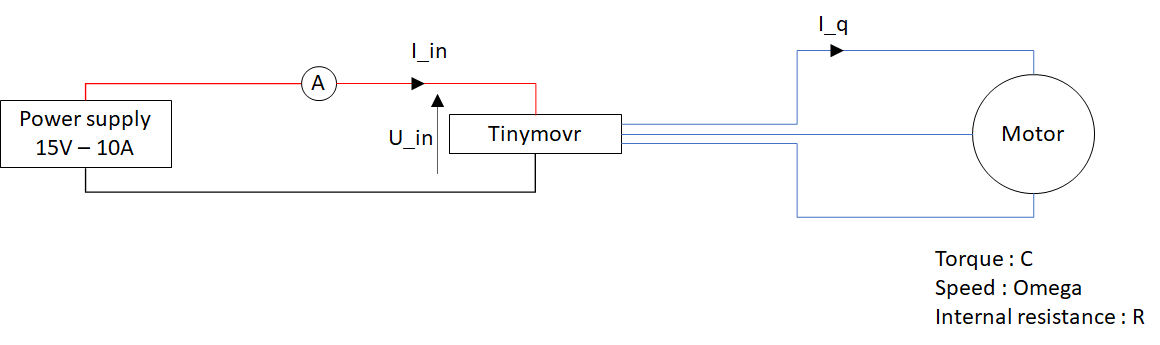 I_q
I_in
A
Power supply
15V – 10A
U_in
Tinymovr
Motor
Torque : C
Speed : Omega
Internal resistance : R